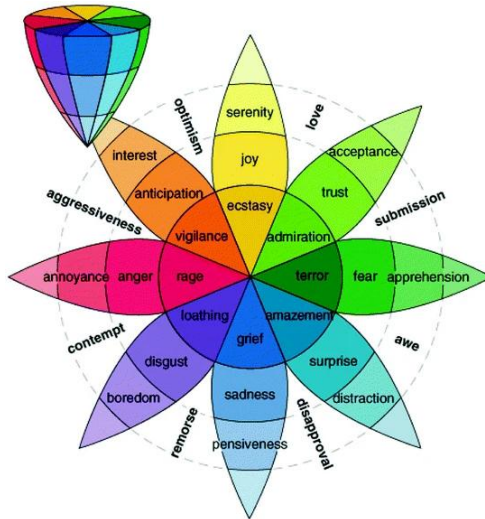 serenity
optimism
love
interest
joy
acceptance
anticipation
trust
ecstasy
aggressiveness
submission
vigilance
admiration
annoyance
anger
rage
terror
fear
apprehension
loathing
amazement
contempt
grief
awe
disgust
surprise
boredom
sadness
distraction
remorse
pensiveness
disapproval